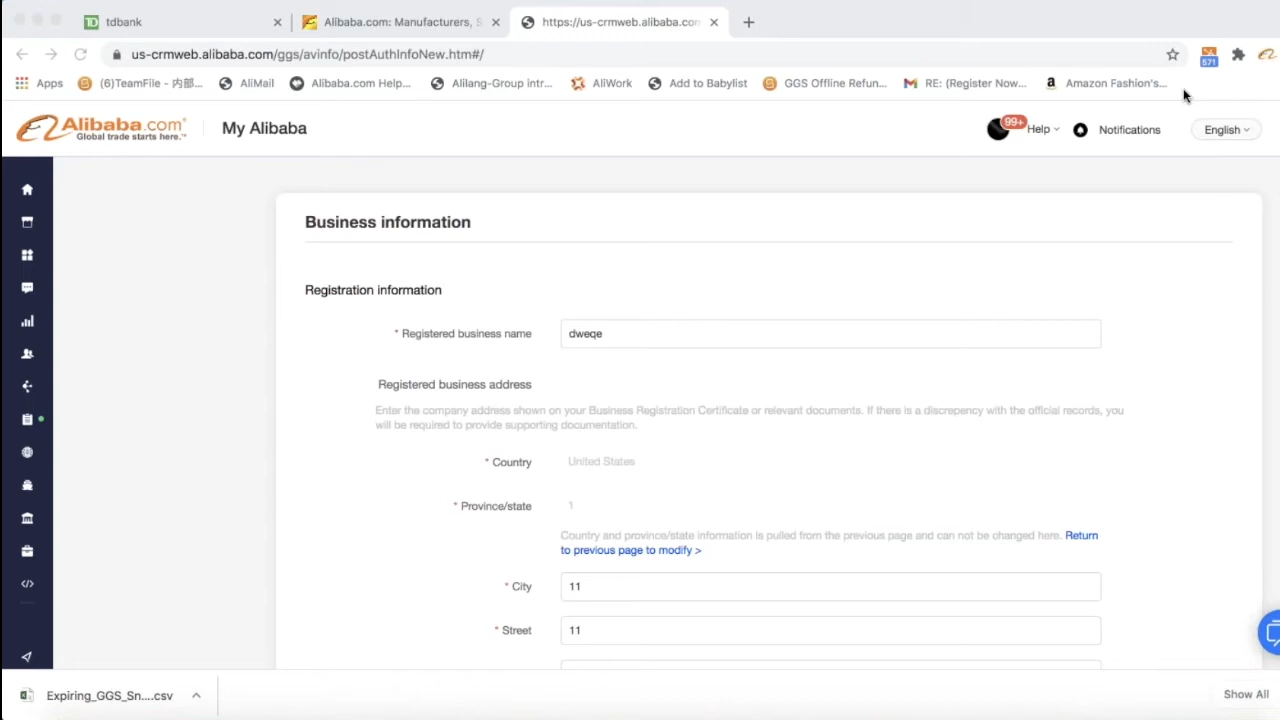 tdbank
Alibaba.com: Manufacturers, S
https://us-crmweb.alibaba.con
us-crmweb.alibaba.com/ggs/avinfo/postAuthInfoNew.htm#/
571
Apps
(6)TeamFile - 内部...
AliMail
Alibaba.com Help...
Alilang-Group intr...
AliWork
Add to Babylist
GGS Offline Refun...
RE: (Register Now...
Amazon Fashion's...
Alibaba.com
Global trade starts here.™
My Alibaba
99+
Help
Notifications
English
Business information
Registration information
* Registered business name
dweqe
Registered business address
Enter the company address shown on your Business Registration Certificate or relevant documents. If there is a discrepancy with the official records, you
will be required to provide supporting documentation.
* Country
United States
* Province/state
1
Country and province/state information is pulled from the previous page and can not be changed here. Return
to previous page to modify >
* City
11
* Street
11
Expiring_GGS_Sn....csv
Show All